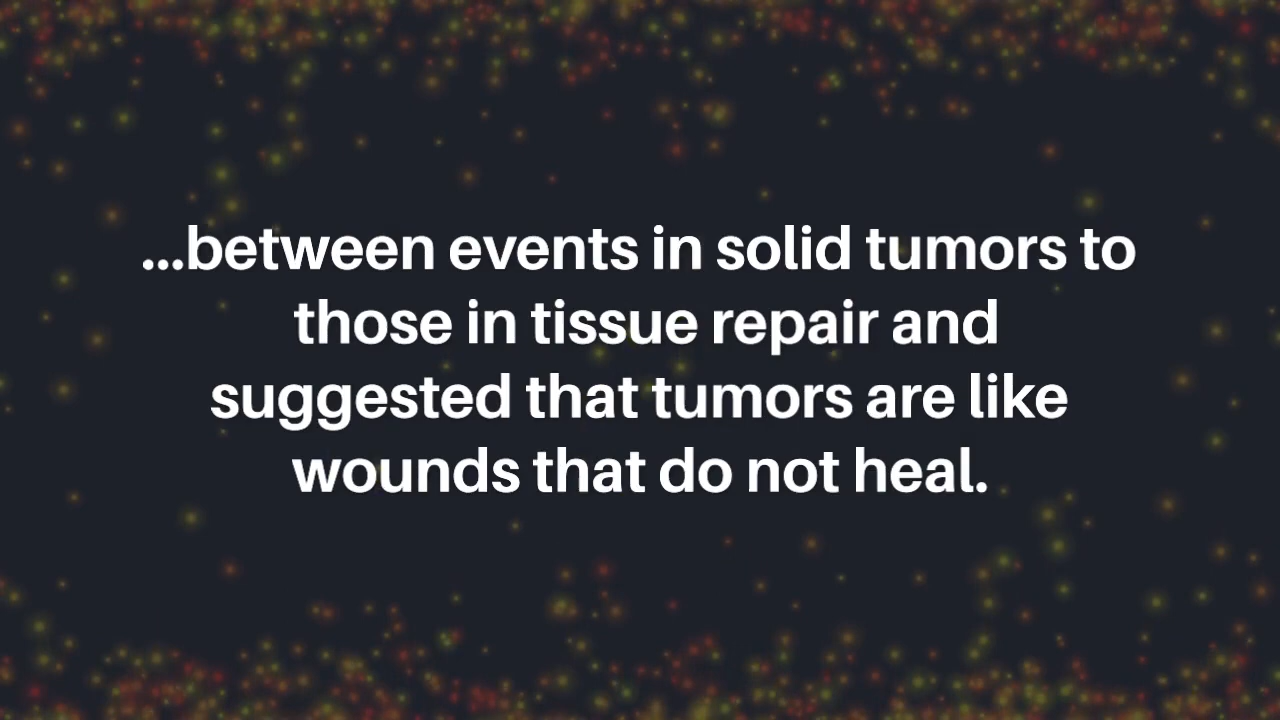 ...between events in solid tumors to
those in tissue repair and
suggested that tumors are like
wounds that do not heal.